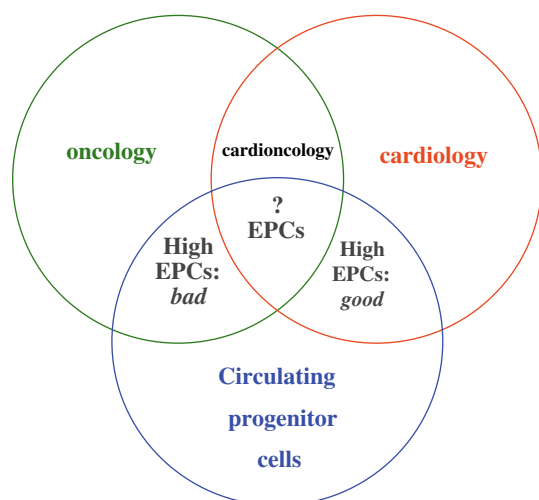 oncology
cardioncology
cardiology
?
EPCs
High
EPCs:
bad
High
EPCs:
good
Circulating
progenitor
cells